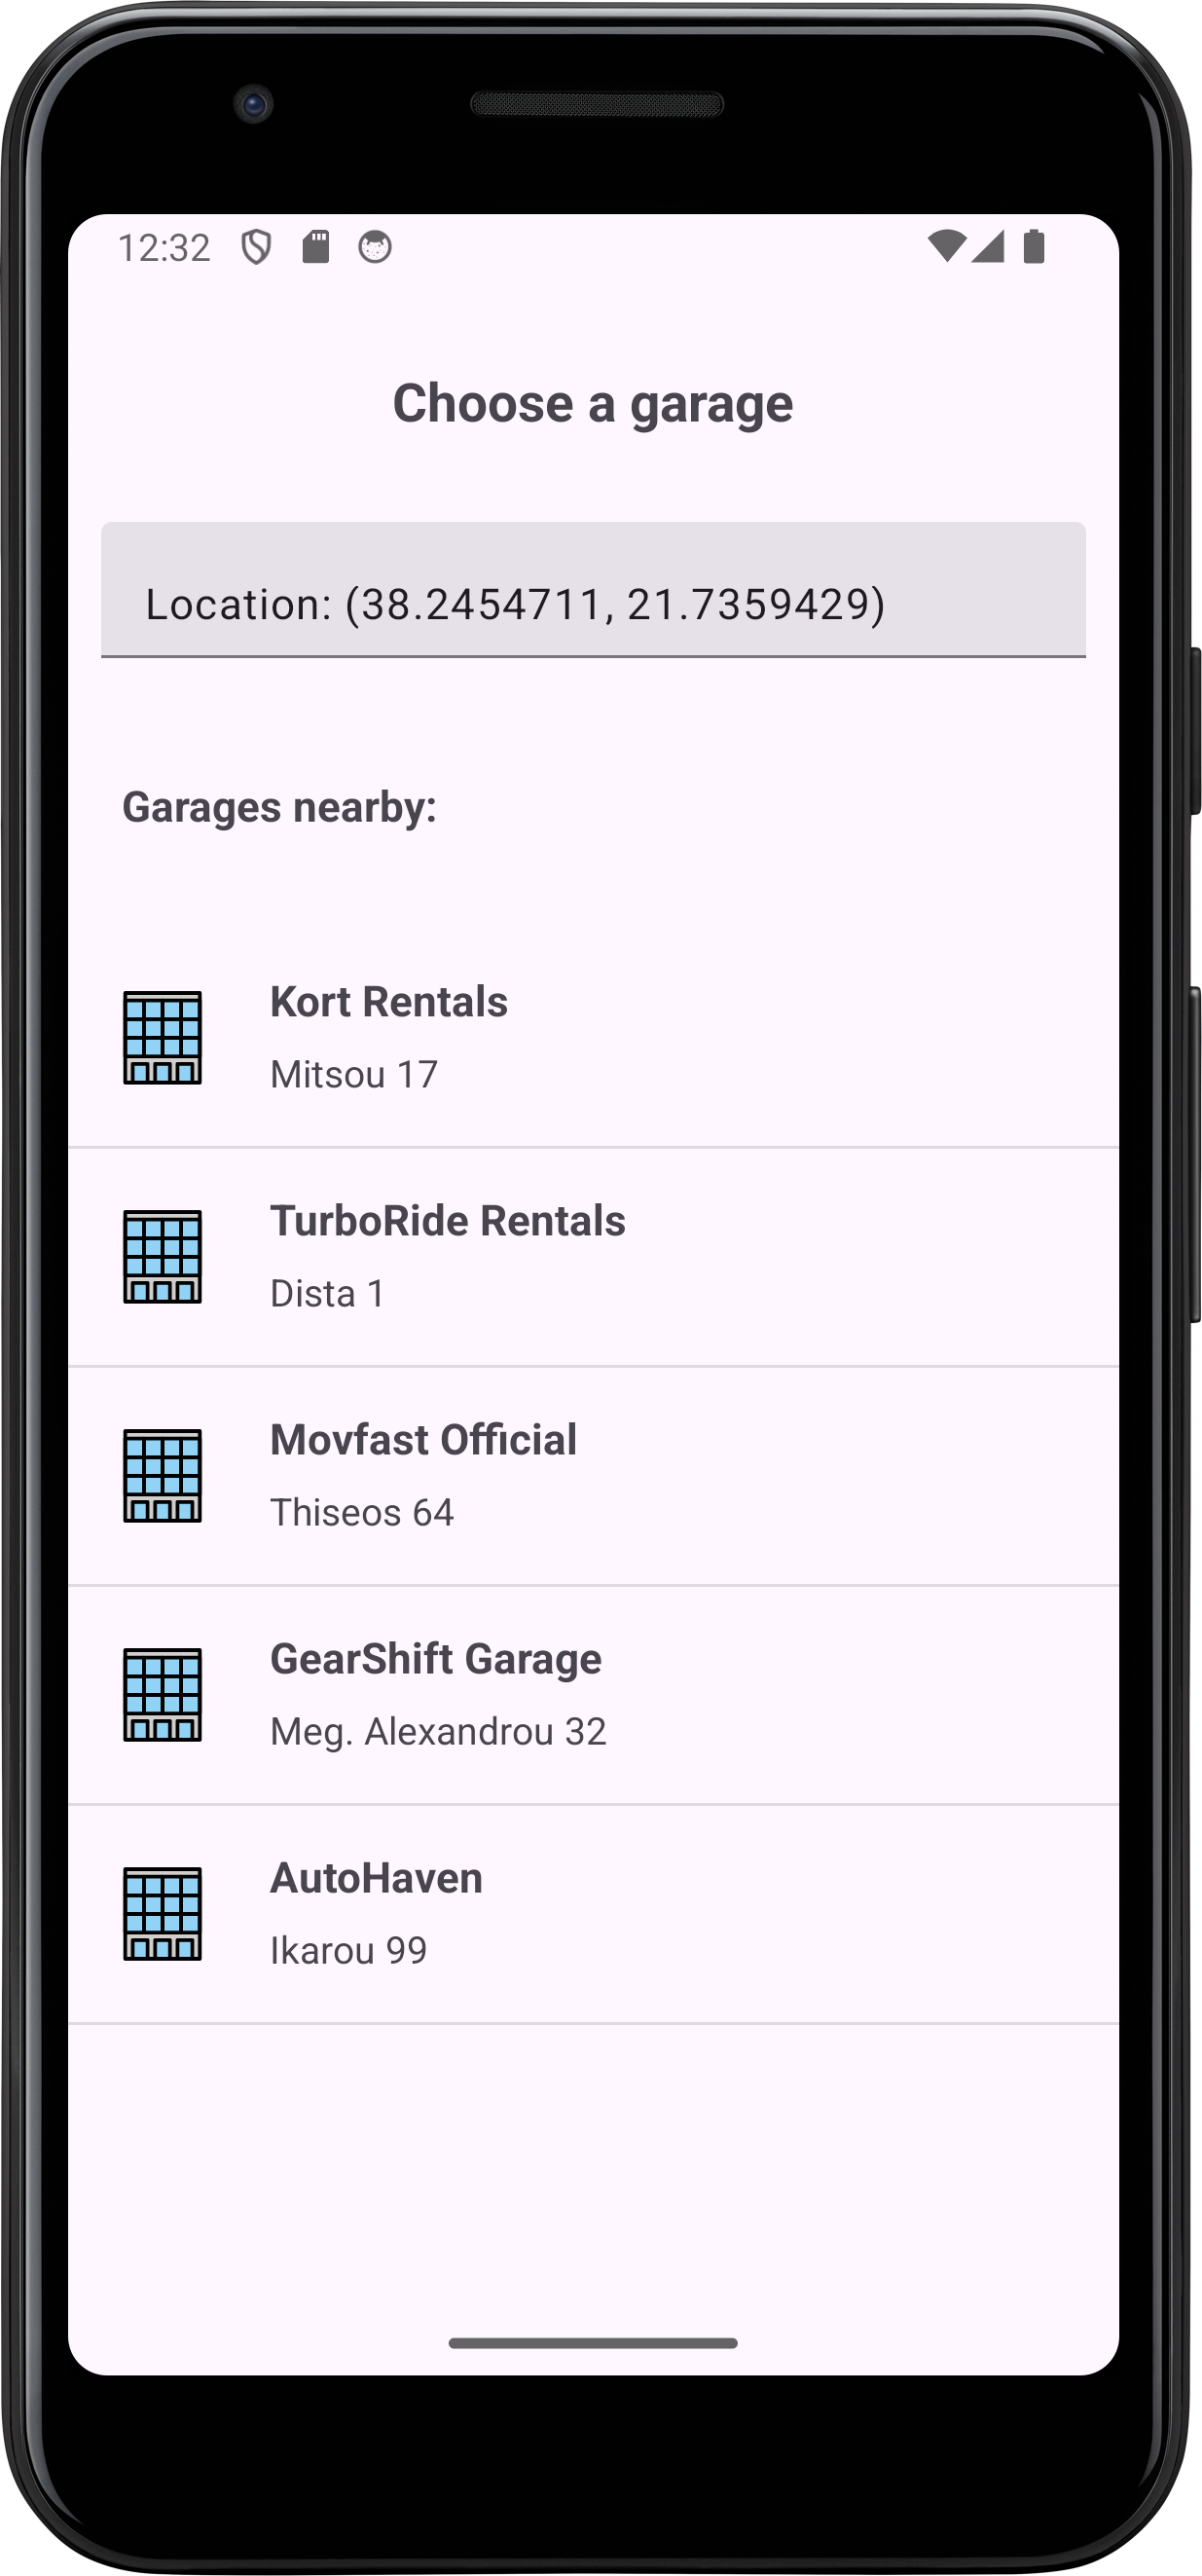 12:32
Choose a garage
Location: (38.2454711, 21.7359429)
Garages nearby:
Kort Rentals
Mitsou 17
TurboRide Rentals
Dista 1
Movfast Official
Thiseos 64
GearShift Garage
Meg. Alexandrou 32
AutoHaven
Ikarou 99